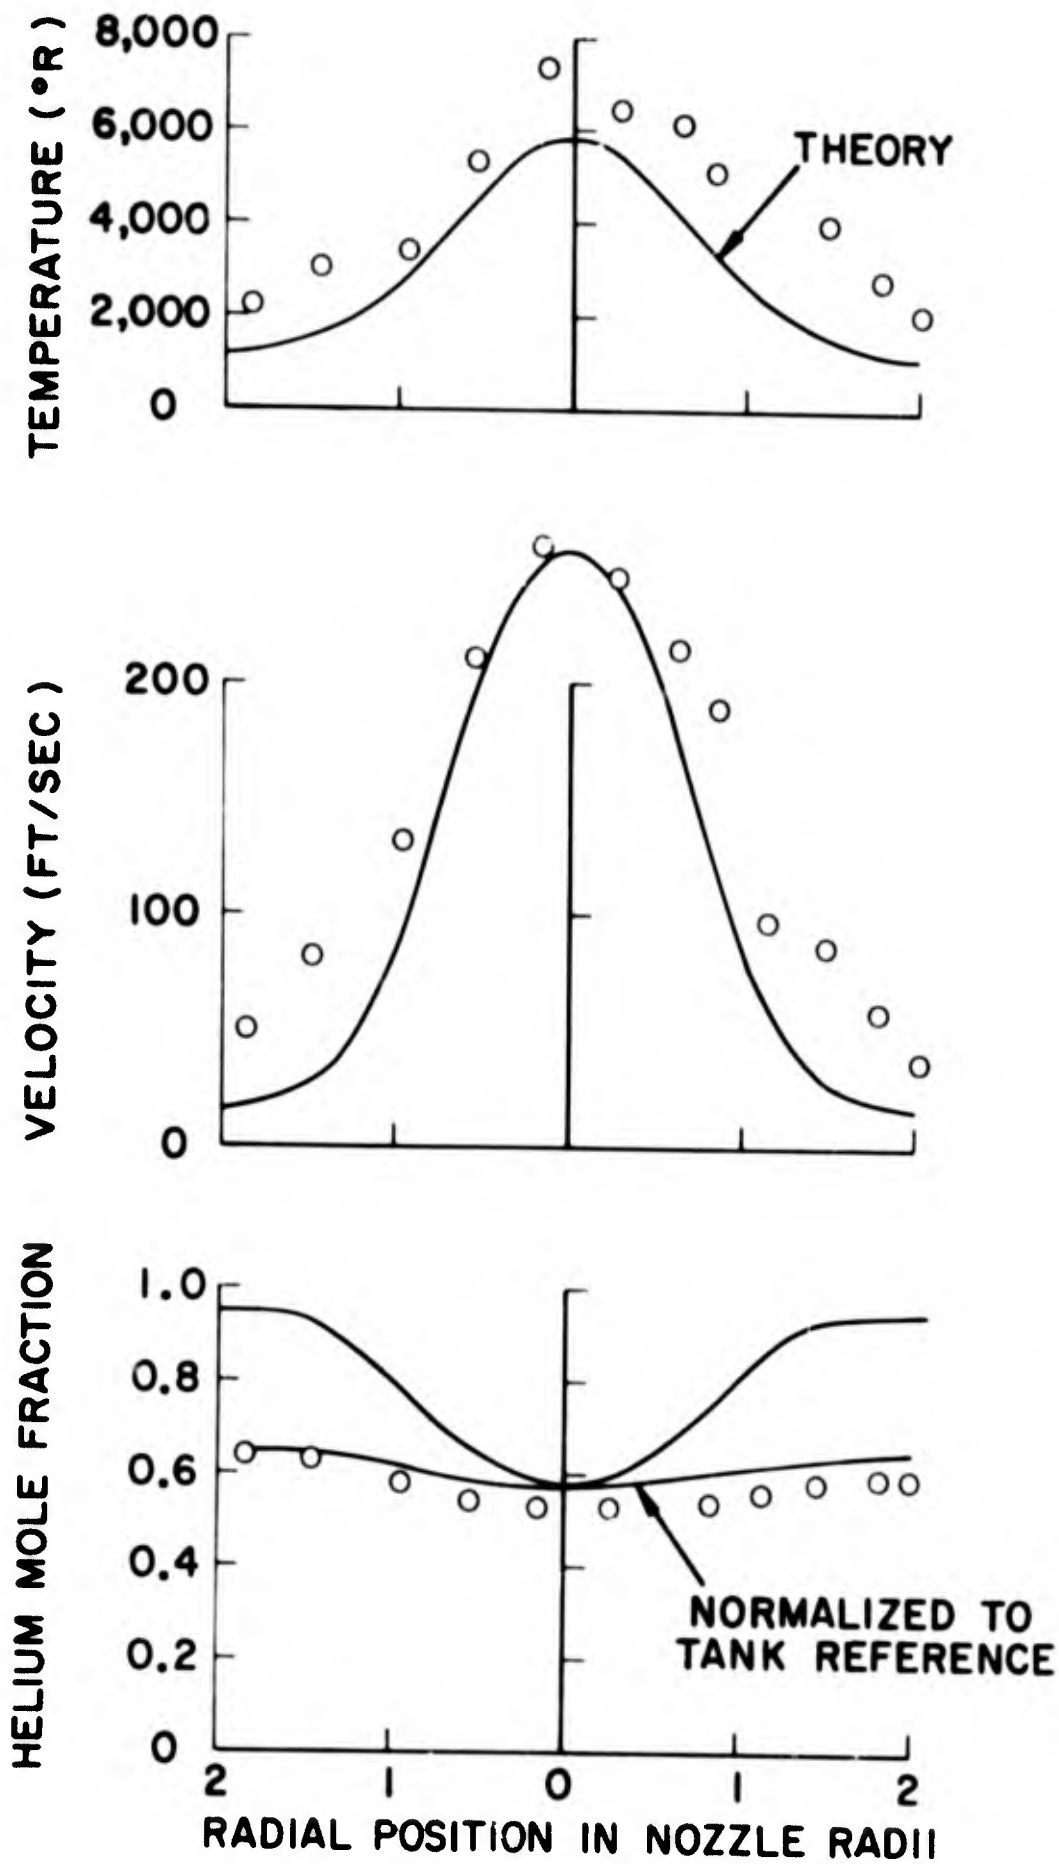 TEMPERATURE (°R)
8,000
6,000
4,000
2,000
0
THEORY
VELOCITY (FT/SEC)
200
100
0
HELIUM MOLE FRACTION
1.0
0.8
0.6
0.4
0.2
0
NORMALIZED TO
TANK REFERENCE
2 1 0 1 2
RADIAL POSITION IN NOZZLE RADII